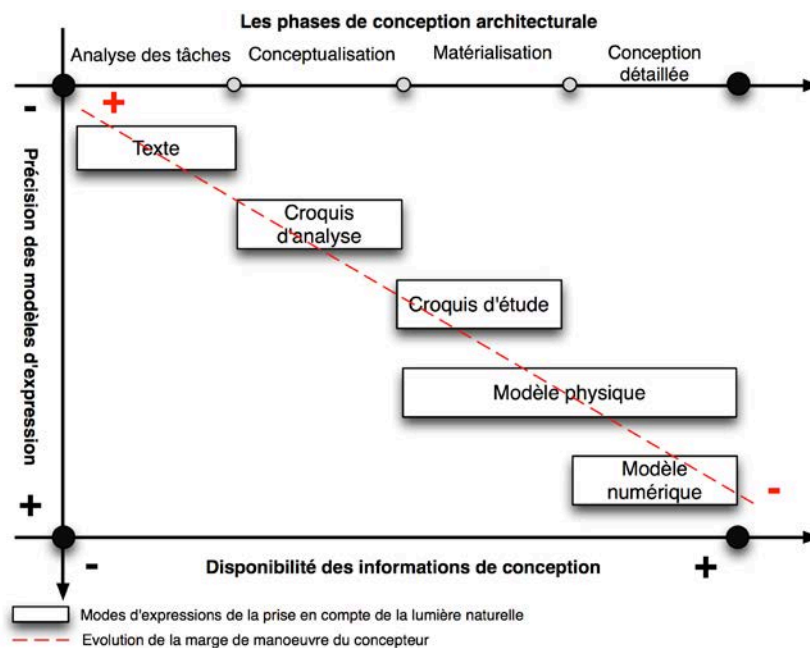 Les phases de conception architecturale
Analyse des tâches
Conceptualisation
Matérialisation
Conception
détaillée
-
+
Texte
Croquis
d'analyse
Croquis d'étude
Modèle physique
Modèle
numérique
-
Précision des modèles d'expression
+
-
Disponibilité des informations de conception
+
Modes d'expressions de la prise en compte de la lumière naturelle
Evolution de la marge de manoeuvre du concepteur